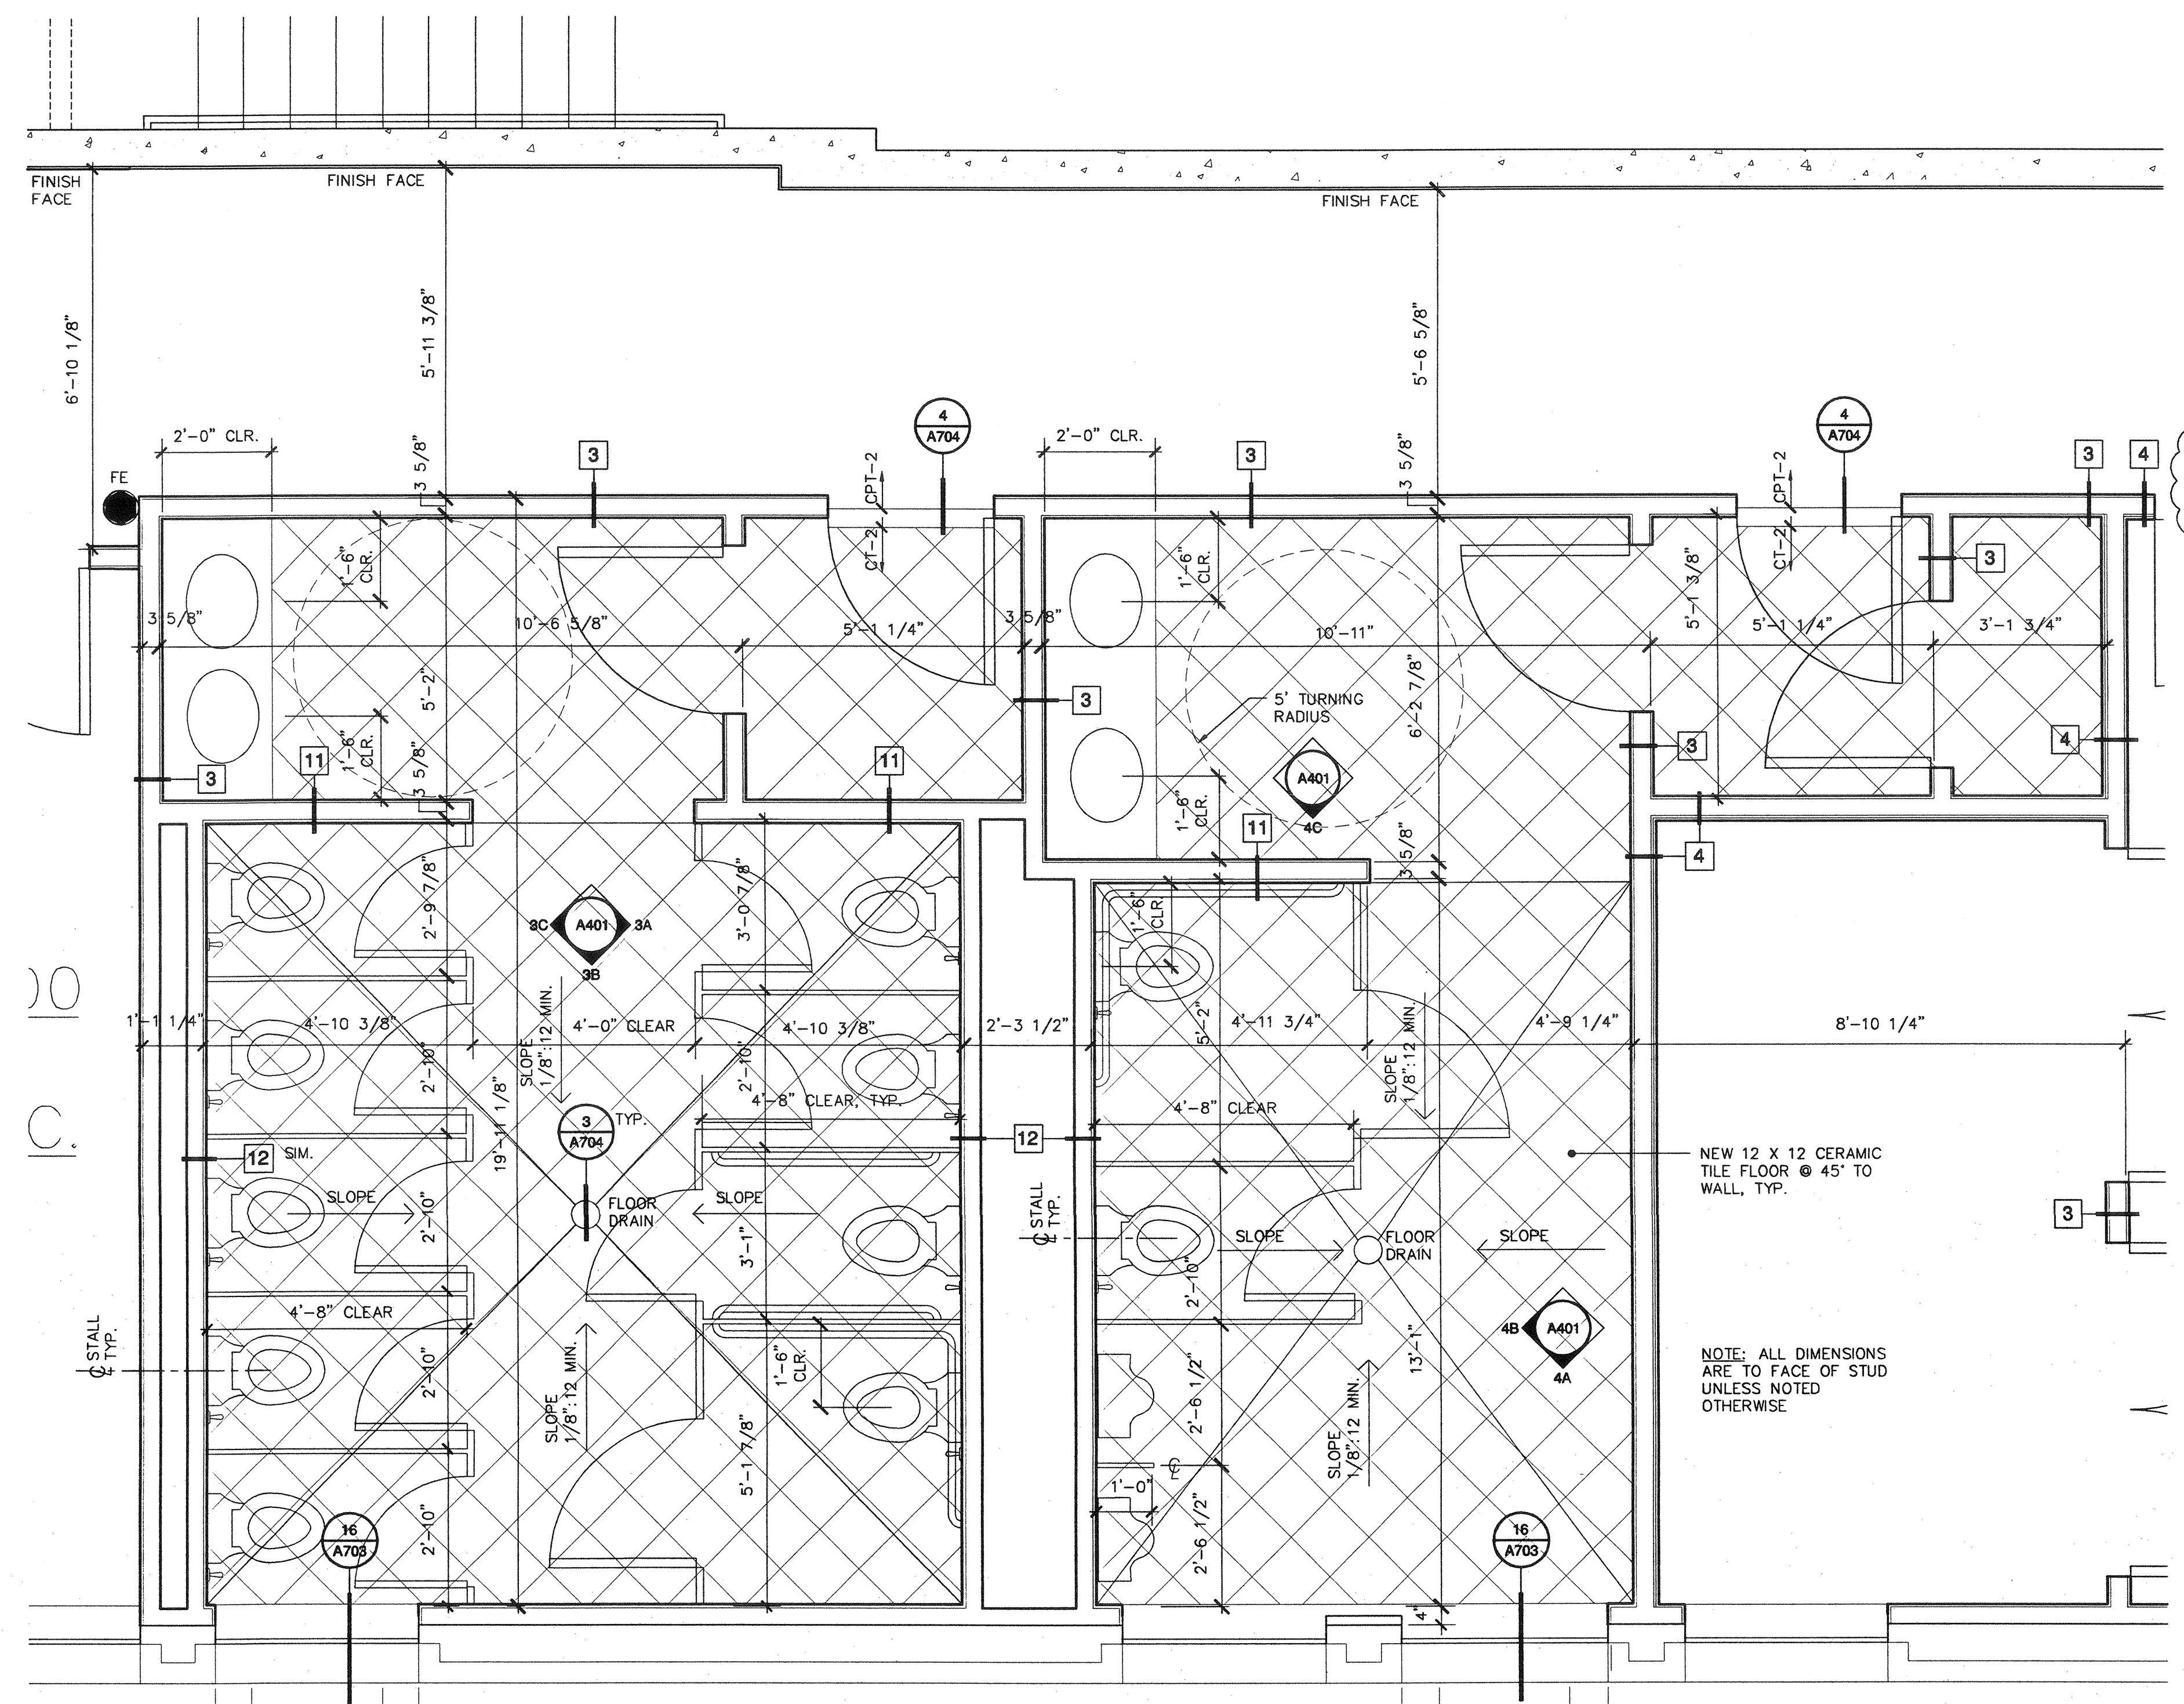 FINISH
FACE
FINISH FACE
FINISH FACE
6'-10 1/8"
5'-11 3/8"
5'-6 5/8"
2'-0" CLR.
3 5/8"
3
4
A704
CPT-2
CT-2
2'-0" CLR.
3
3 5/8"
4
A704
CPT-2
CT-2
3
4
FE
1'-6"
CLR.
1'-6"
CLR.
3
3 5/8"
10'-6 5/8"
5'-1 1/4"
3 5/8"
10'-11"
5'-1 3/8"
5'-1 1/4"
3'-1 3/4"
5'-2"
6'-2 7/8"
5' TURNING
RADIUS
3
3
4
3
11
1'-6"
CLR.
3 5/8"
11
A401
4C
1'-6"
CLR.
11
3 5/8"
4
2'-9 7/8"
3C
A401
3A
3B
3'-0 7/8"
1'-6"
CLR.
1'-1 1/4"
4'-10 3/8"
4'-0" CLEAR
4'-10 3/8"
2'-3 1/2"
5'-2"
4'-11 3/4"
4'-9 1/4"
8'-10 1/4"
SLOPE
1/8":12 MIN.
SLOPE
1/8":12 MIN.
2'-10"
2'-10"
4'-8" CLEAR, TYP.
4'-8" CLEAR
19'-11 1/8"
3
A704
TYP.
12
12
SIM.
NEW 12 X 12 CERAMIC
TILE FLOOR @ 45° TO
WALL, TYP.
SLOPE
FLOOR
DRAIN
SLOPE
2'-10"
3'-1"
℄ STALL
TYP.
SLOPE
FLOOR
DRAIN
SLOPE
3
2'-10"
4'-8" CLEAR
℄ STALL
TYP.
2'-10"
SLOPE
1/8":12 MIN.
1'-6"
CLR.
5'-1 7/8"
2'-6 1/2"
13'-1"
4B
A401
4A
NOTE: ALL DIMENSIONS
ARE TO FACE OF STUD
UNLESS NOTED
OTHERWISE
SLOPE
1/8":12 MIN.
℄
1'-0"
2'-6 1/2"
2'-10"
16
A703
16
A703
4"